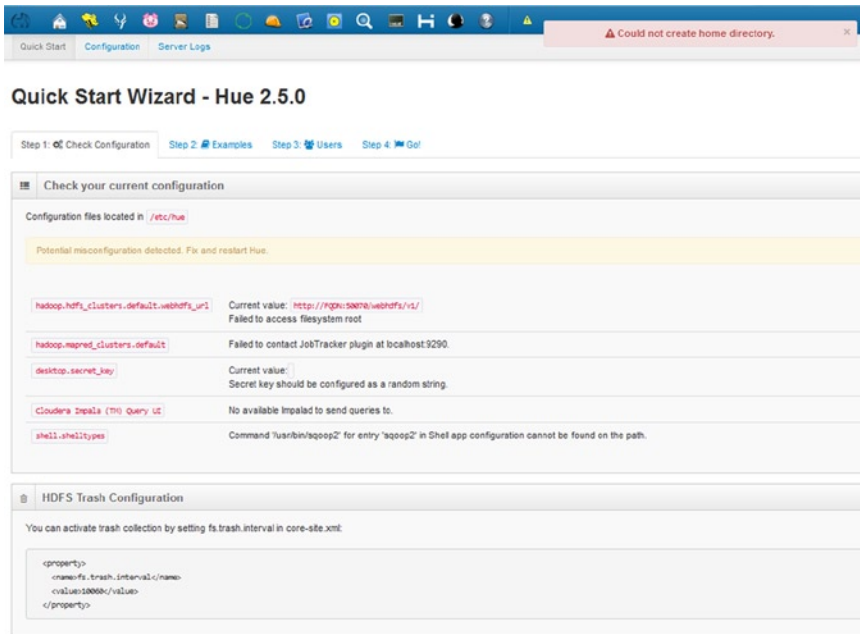 Could not create home directory.
×
Quick Start Configuration Server Logs
Quick Start Wizard - Hue 2.5.0
Step 1: Check Configuration Step 2: Examples Step 3: Users Step 4: Go!
Check your current configuration
Configuration files located in /etc/hue
Potential misconfiguration detected. Fix and restart Hue.
hadoop.hdfs_clusters.default.webhdfs_url Current value: http://FQDN:50070/webhdfs/v1/
Failed to access filesystem root
hadoop.mapred_clusters.default Failed to contact JobTracker plugin at localhost:9290.
desktop.secret_key Current value:
Secret key should be configured as a random string.
Cloudera Impala (TM) Query UI No available Impalad to send queries to.
shell.shelltypes Command '/usr/bin/sqoop2' for entry 'sqoop2' in Shell app configuration cannot be found on the path.
HDFS Trash Configuration
You can activate trash collection by setting fs.trash.interval in core-site.xml:
<property>
<name>fs.trash.interval</name>
<value>10060</value>
</property>